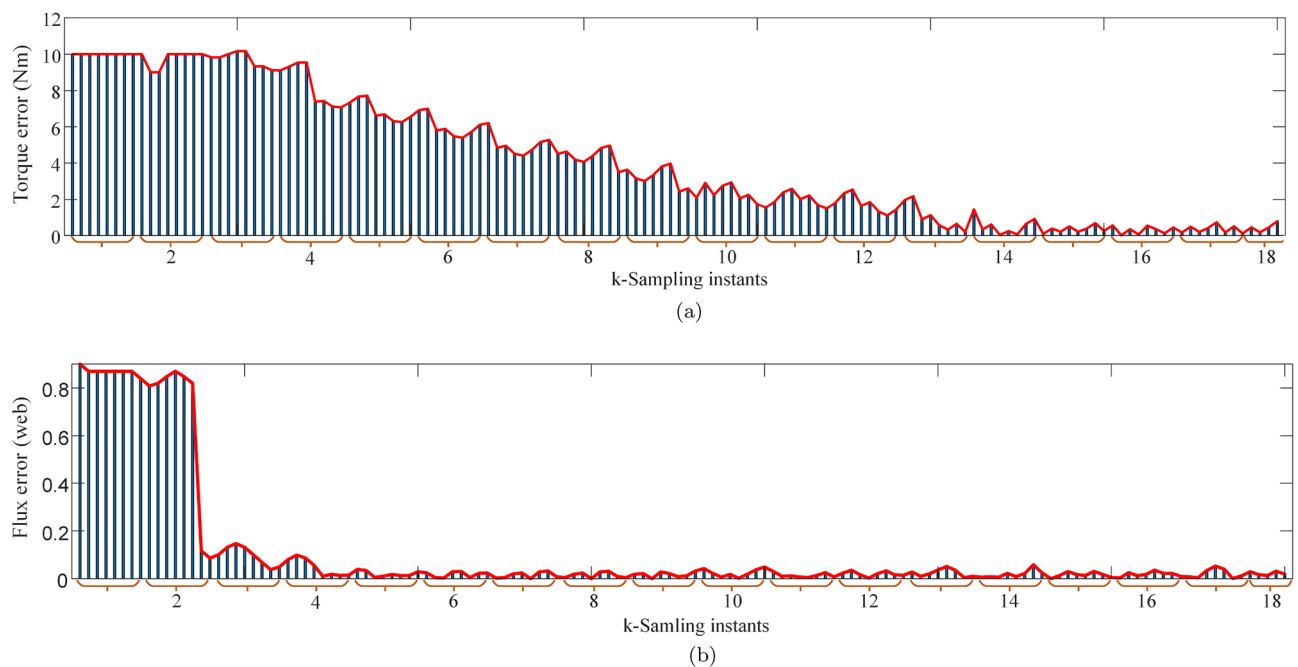 12
10
8
6
4
2
0
Torque error (Nm)
2 4 6 8 10 12 14 16 18
k-Sampling instants
(a)
0.8
0.6
0.4
0.2
0
Flux error (web)
2 4 6 8 10 12 14 16 18
k-Samling instants
(b)